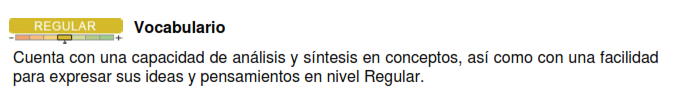 REGULAR Vocabulario
- +
Cuenta con una capacidad de análisis y síntesis en conceptos, así como con una facilidad
para expresar sus ideas y pensamientos en nivel Regular.